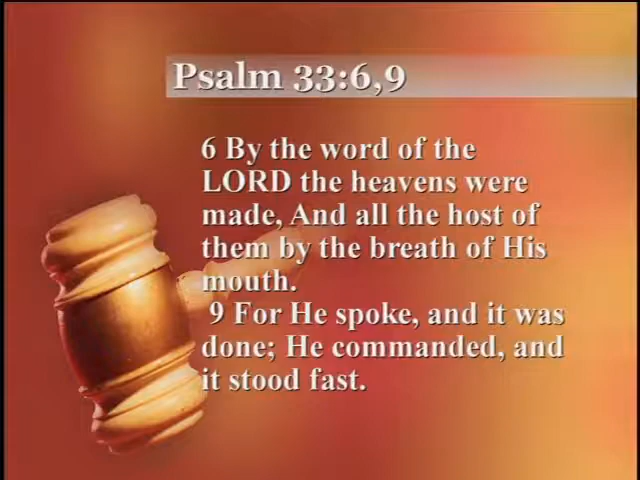 Psalm 33:6,9
6 By the word of the
LORD the heavens were
made, And all the host of
them by the breath of His
mouth.
9 For He spoke, and it was
done; He commanded, and
it stood fast.